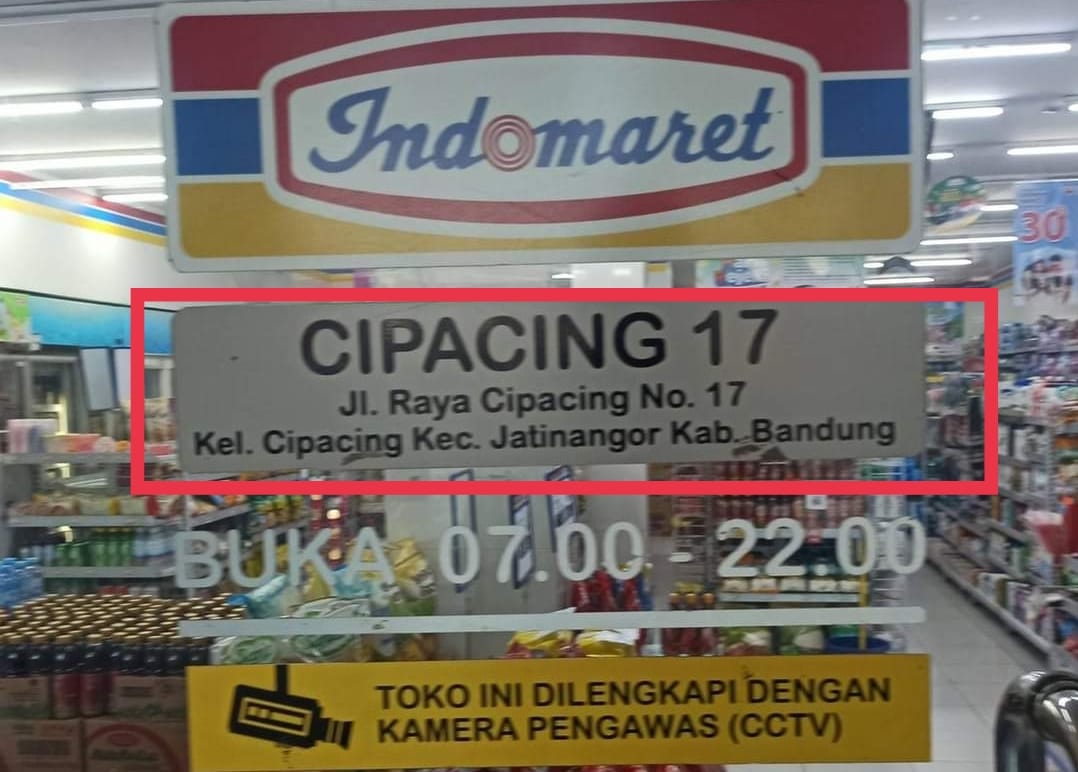 Indomaret
30
CIPACING 17
Jl. Raya Cipacing No. 17
Kel. Cipacing Kec. Jatinangor Kab. Bandung
BUKA 07.00 - 22.00
TOKO INI DILENGKAPI DENGAN
KAMERA PENGAWAS (CCTV)